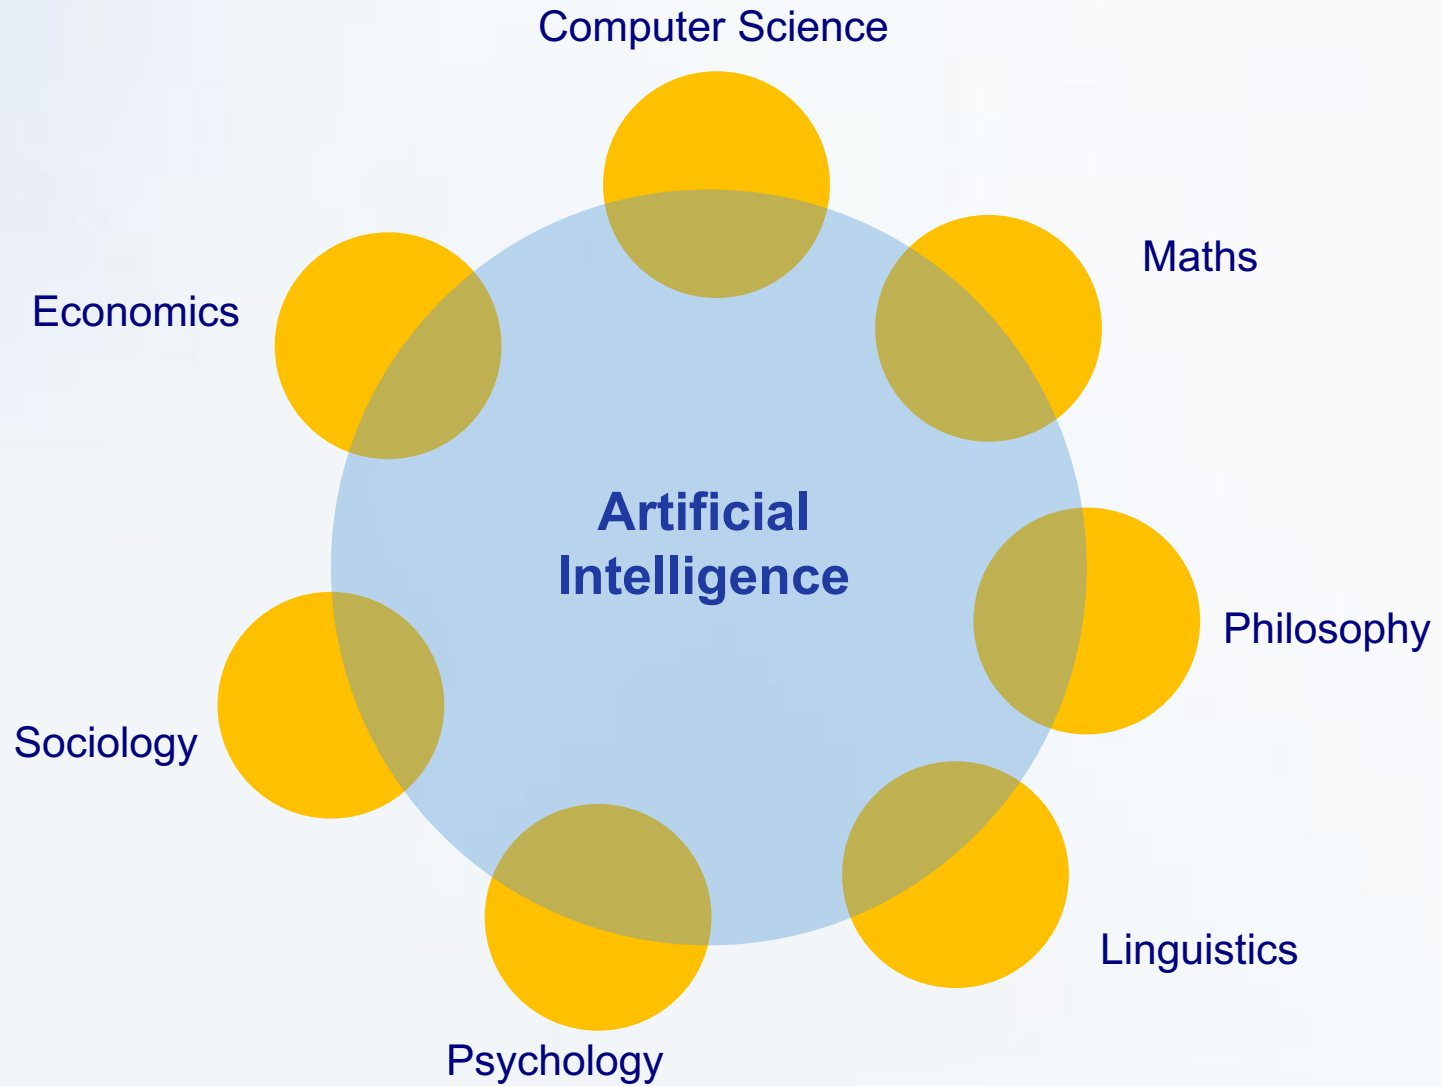 Computer Science
Maths
Economics
Artificial
Intelligence
Philosophy
Sociology
Linguistics
Psychology